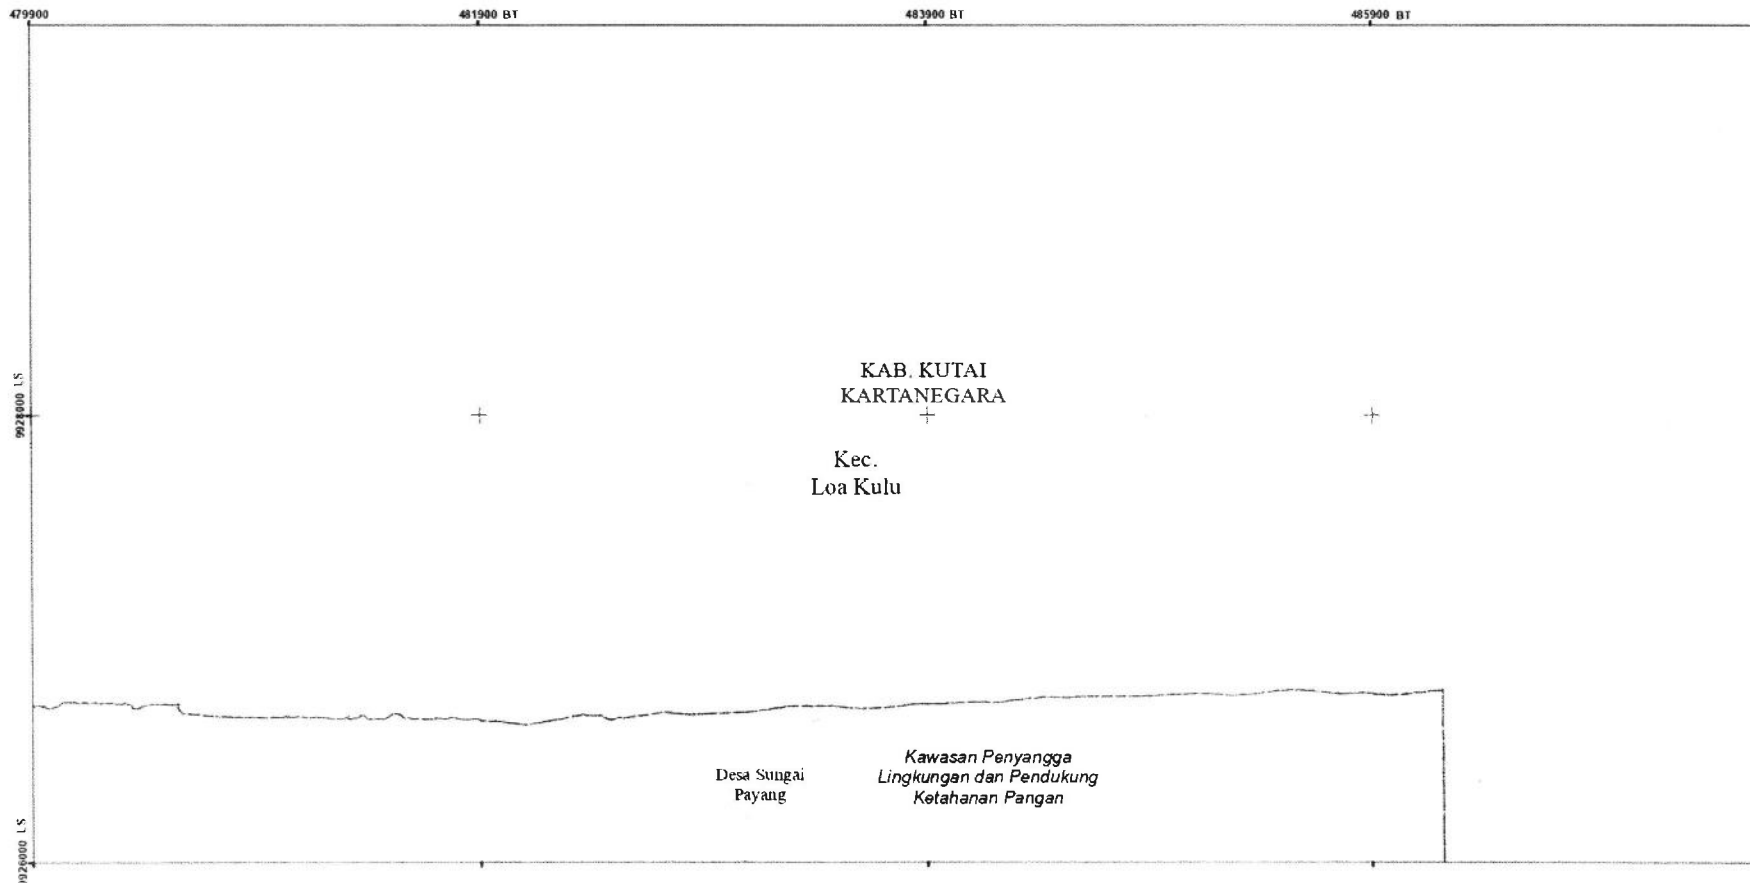 479900
481900 BT
483900 BT
485900 BT
KAB. KUTAI
KARTANEGARA
9928000 LS
Kec.
Loa Kulu
Kawasan Penyangga
Lingkungan dan Pendukung
Ketahanan Pangan
Desa Sungai
Payang
9926000 LS